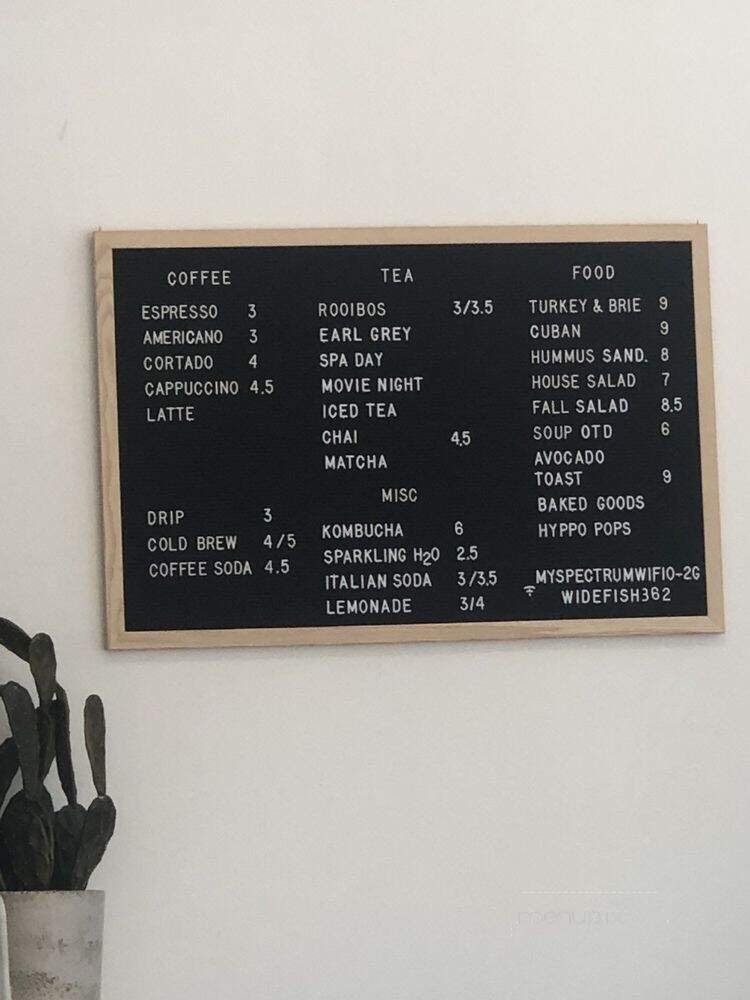 COFFEE
ESPRESSO 3
AMERICANO 3
CORTADO 4
CAPPUCCINO 4.5
LATTE
DRIP 3
COLD BREW 4/5
COFFEE SODA 4.5
TEA
ROOIBOS 3/3.5
EARL GREY
SPA DAY
MOVIE NIGHT
ICED TEA
CHAI 4.5
MATCHA
MISC
KOMBUCHA 6
SPARKLING H2O 2.5
ITALIAN SODA 3/3.5
LEMONADE 3/4
FOOD
TURKEY & BRIE 9
CUBAN 9
HUMMUS SAND. 8
HOUSE SALAD 7
FALL SALAD 8.5
SOUP OTD 6
AVOCADO
TOAST 9
BAKED GOODS
HYPPO POPS
MYSPECTRUMWIFI0-2G
WIDEFISH362
menupix